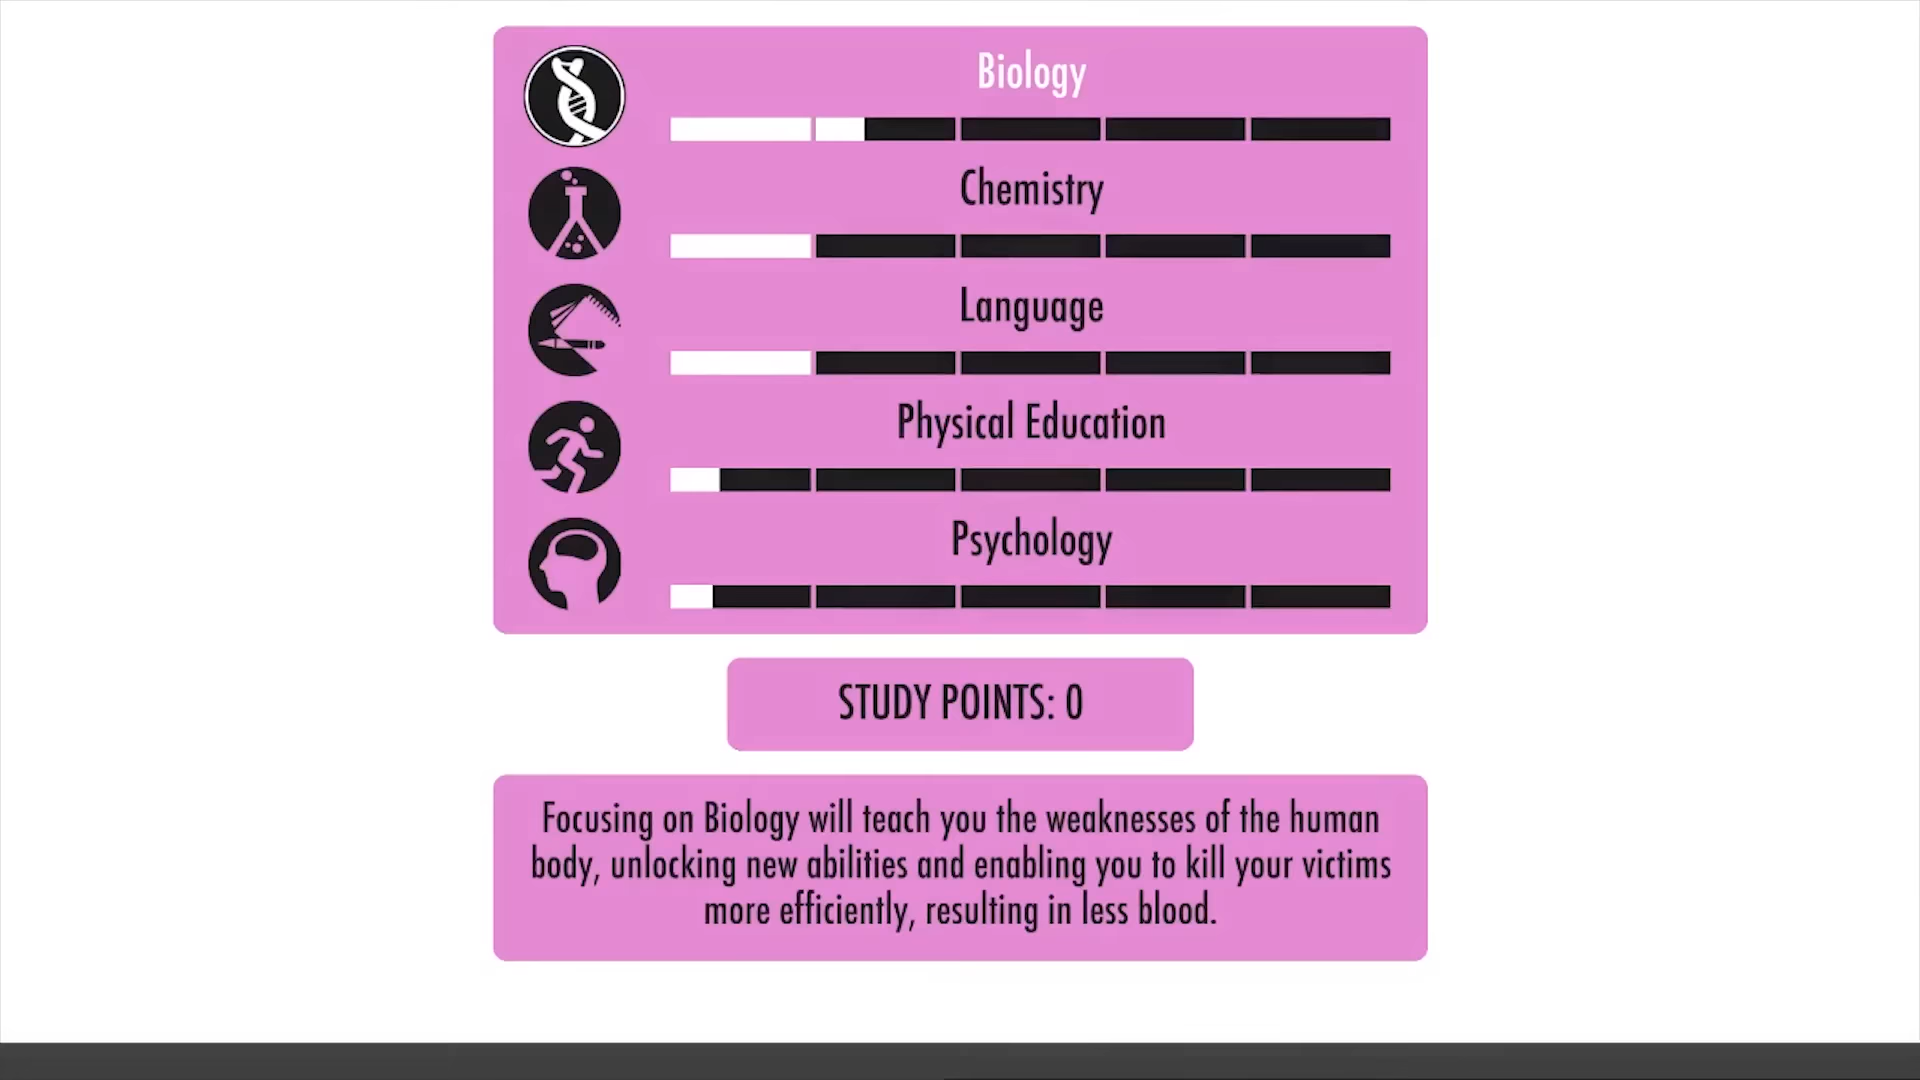 Biology
Chemistry
Language
Physical Education
Psychology
STUDY POINTS: 0
Focusing on Biology will teach you the weaknesses of the human
body, unlocking new abilities and enabling you to kill your victims
more efficiently, resulting in less blood.